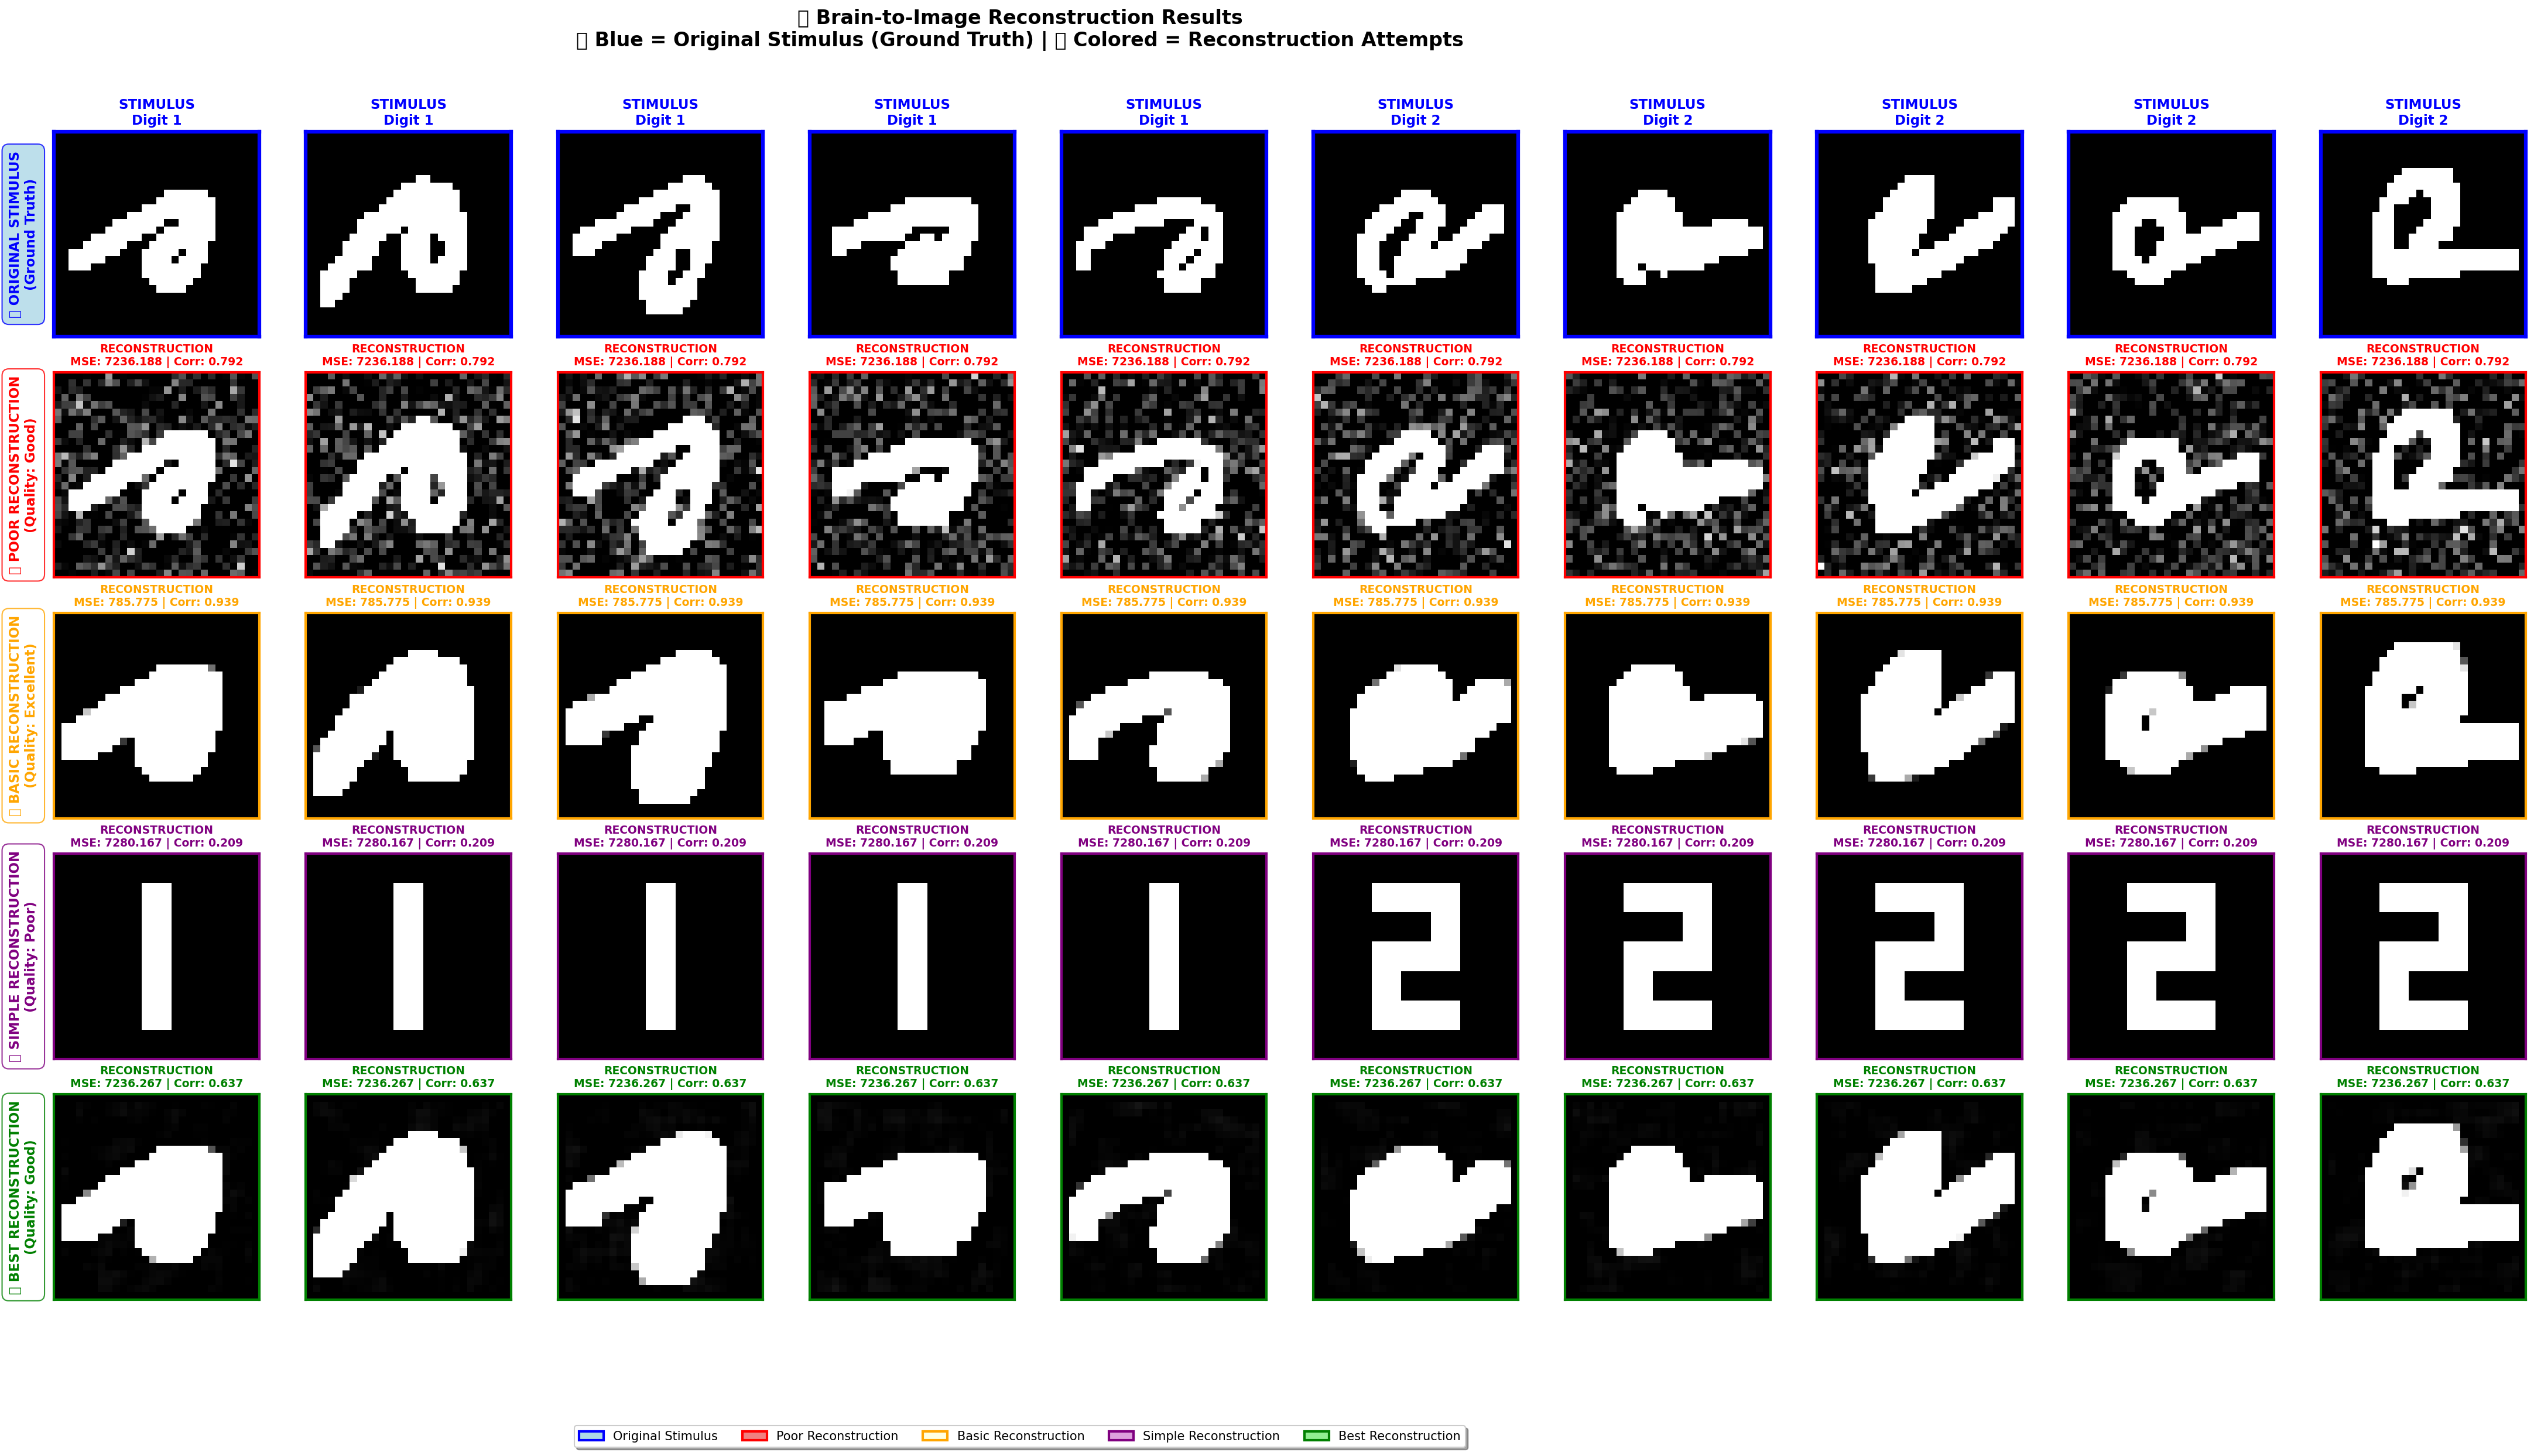 ▯ Brain-to-Image Reconstruction Results
▯ Blue = Original Stimulus (Ground Truth) | ▯ Colored = Reconstruction Attempts
STIMULUS STIMULUS STIMULUS STIMULUS STIMULUS STIMULUS STIMULUS STIMULUS STIMULUS STIMULUS
Digit 1 Digit 1 Digit 1 Digit 1 Digit 1 Digit 2 Digit 2 Digit 2 Digit 2 Digit 2
▯ ORIGINAL STIMULUS
(Ground Truth)
RECONSTRUCTION RECONSTRUCTION RECONSTRUCTION RECONSTRUCTION RECONSTRUCTION RECONSTRUCTION RECONSTRUCTION RECONSTRUCTION RECONSTRUCTION RECONSTRUCTION
MSE: 7236.188 | Corr: 0.792 MSE: 7236.188 | Corr: 0.792 MSE: 7236.188 | Corr: 0.792 MSE: 7236.188 | Corr: 0.792 MSE: 7236.188 | Corr: 0.792 MSE: 7236.188 | Corr: 0.792 MSE: 7236.188 | Corr: 0.792 MSE: 7236.188 | Corr: 0.792 MSE: 7236.188 | Corr: 0.792 MSE: 7236.188 | Corr: 0.792
▯ POOR RECONSTRUCTION
(Quality: Good)
RECONSTRUCTION RECONSTRUCTION RECONSTRUCTION RECONSTRUCTION RECONSTRUCTION RECONSTRUCTION RECONSTRUCTION RECONSTRUCTION RECONSTRUCTION RECONSTRUCTION
MSE: 785.775 | Corr: 0.939 MSE: 785.775 | Corr: 0.939 MSE: 785.775 | Corr: 0.939 MSE: 785.775 | Corr: 0.939 MSE: 785.775 | Corr: 0.939 MSE: 785.775 | Corr: 0.939 MSE: 785.775 | Corr: 0.939 MSE: 785.775 | Corr: 0.939 MSE: 785.775 | Corr: 0.939 MSE: 785.775 | Corr: 0.939
▯ BASIC RECONSTRUCTION
(Quality: Excellent)
RECONSTRUCTION RECONSTRUCTION RECONSTRUCTION RECONSTRUCTION RECONSTRUCTION RECONSTRUCTION RECONSTRUCTION RECONSTRUCTION RECONSTRUCTION RECONSTRUCTION
MSE: 7280.167 | Corr: 0.209 MSE: 7280.167 | Corr: 0.209 MSE: 7280.167 | Corr: 0.209 MSE: 7280.167 | Corr: 0.209 MSE: 7280.167 | Corr: 0.209 MSE: 7280.167 | Corr: 0.209 MSE: 7280.167 | Corr: 0.209 MSE: 7280.167 | Corr: 0.209 MSE: 7280.167 | Corr: 0.209 MSE: 7280.167 | Corr: 0.209
▯ SIMPLE RECONSTRUCTION
(Quality: Poor)
1 1 1 1 1 2 2 2 2 2
RECONSTRUCTION RECONSTRUCTION RECONSTRUCTION RECONSTRUCTION RECONSTRUCTION RECONSTRUCTION RECONSTRUCTION RECONSTRUCTION RECONSTRUCTION RECONSTRUCTION
MSE: 7236.267 | Corr: 0.637 MSE: 7236.267 | Corr: 0.637 MSE: 7236.267 | Corr: 0.637 MSE: 7236.267 | Corr: 0.637 MSE: 7236.267 | Corr: 0.637 MSE: 7236.267 | Corr: 0.637 MSE: 7236.267 | Corr: 0.637 MSE: 7236.267 | Corr: 0.637 MSE: 7236.267 | Corr: 0.637 MSE: 7236.267 | Corr: 0.637
▯ BEST RECONSTRUCTION
(Quality: Good)
Original Stimulus Poor Reconstruction Basic Reconstruction Simple Reconstruction Best Reconstruction